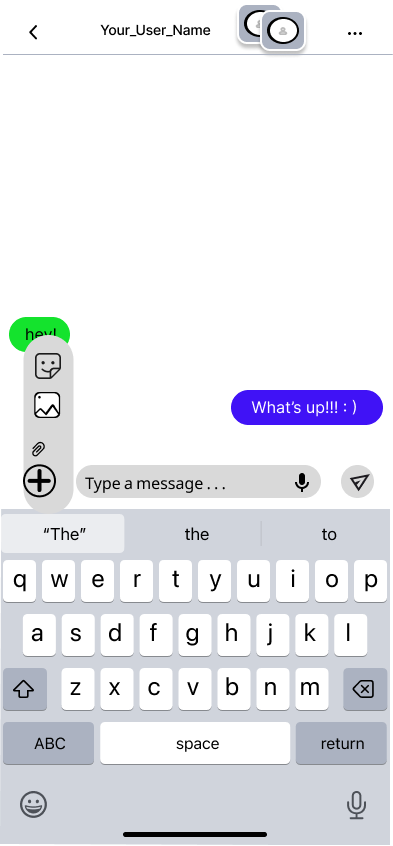 Your_User_Name
hey!
What's up!!! : )
Type a message . . .
“The” the to
q w e r t y u i o p
a s d f g h j k l
z x c v b n m
ABC space return